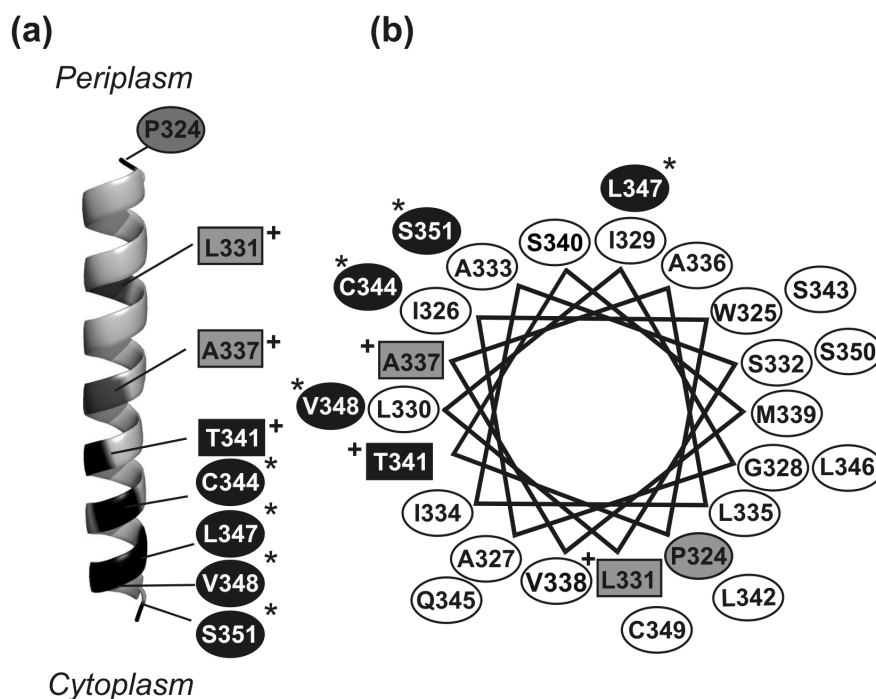 (a)
Periplasm
P324
L331 +
A337 +
T341 +
C344 *
L347 *
V348 *
S351 *
Cytoplasm
(b)
L347 *
* S351
S340
I329
A333
A336
* C344
I326
W325
S343
+ A337
S332
S350
* V348
L330
M339
+ T341
G328
L346
I334
L335
A327
V338
+ L331
P324
Q345
L342
C349